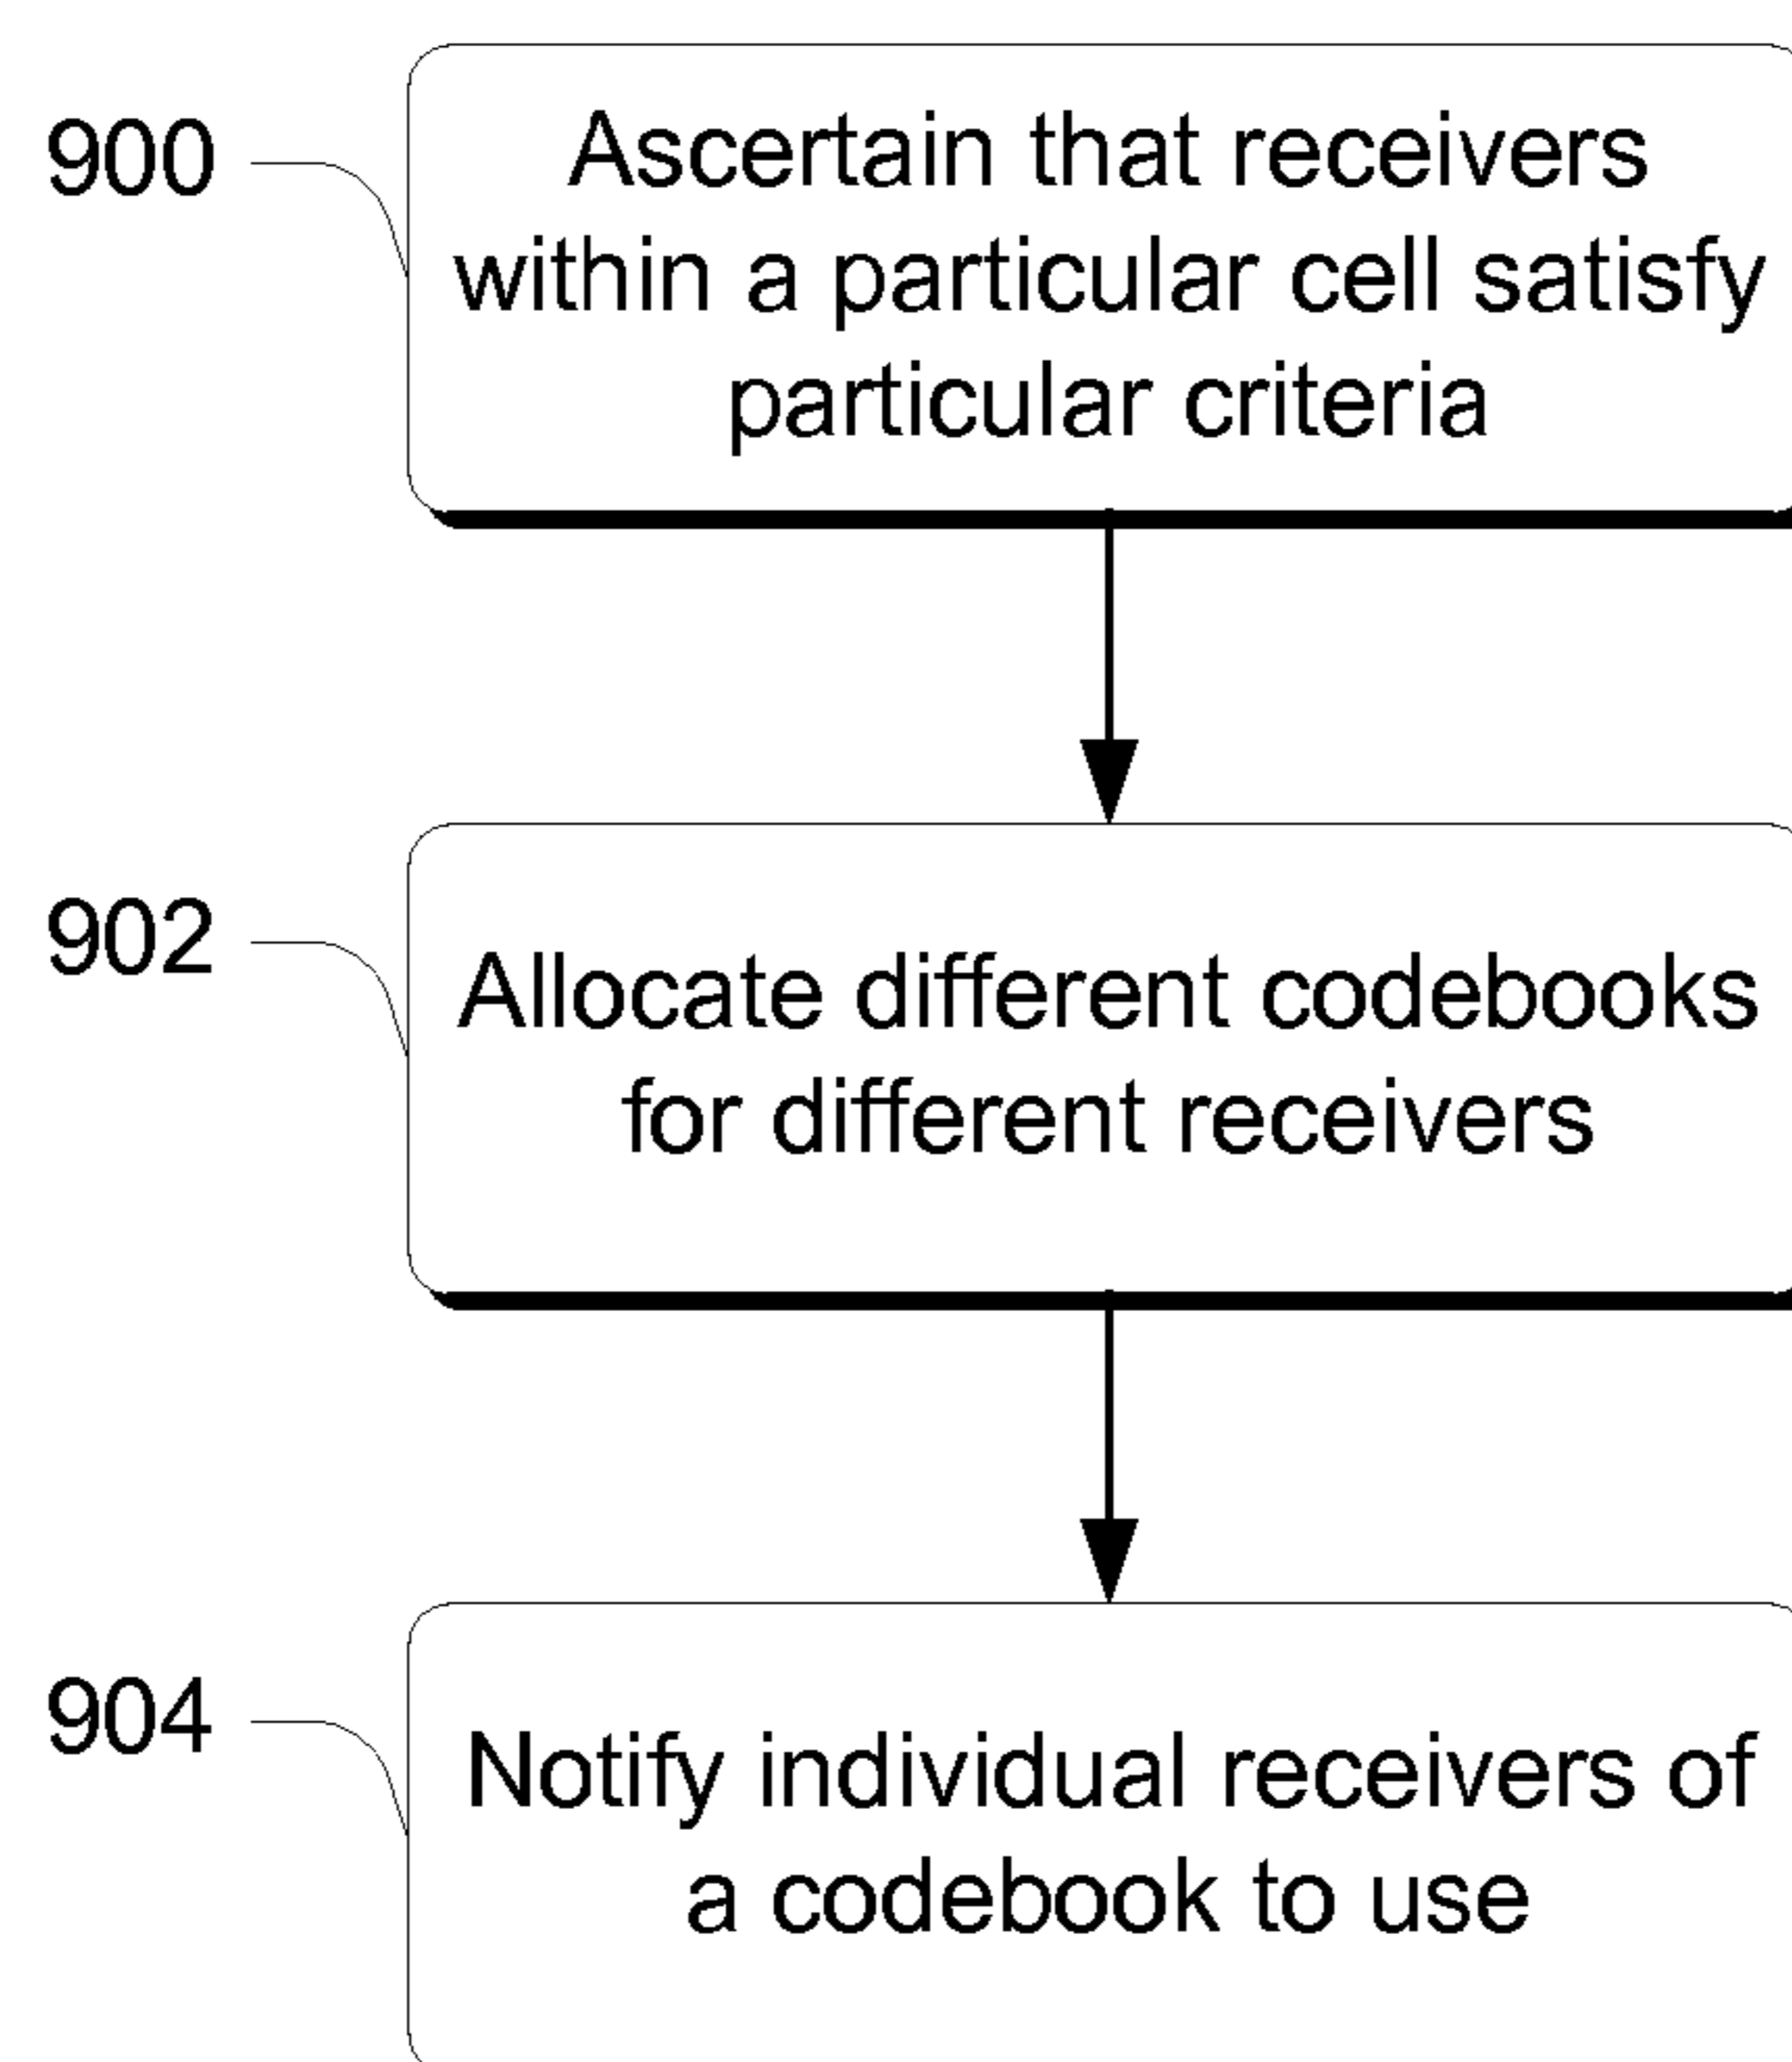 900
Ascertain that receivers
within a particular cell satisfy
particular criteria
902
Allocate different codebooks
for different receivers
904
Notify individual receivers of
a codebook to use